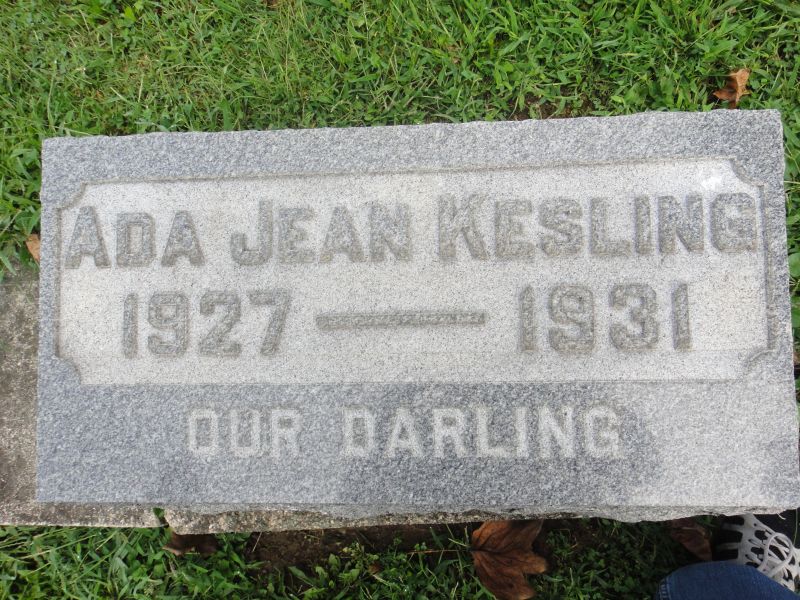 ADA JEAN KESLING
1927 — 1931
OUR DARLING